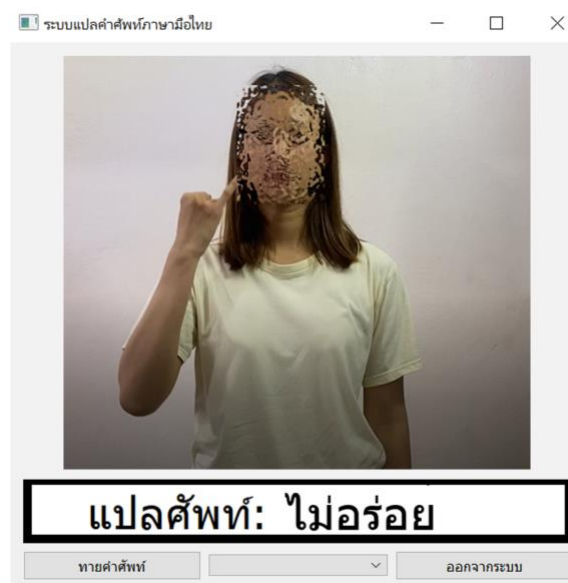 ระบบแปลคำศัพท์ภาษามือไทย
แปลศัพท์: ไม่อร่อย
ทายคำศัพท์
ออกจากระบบ